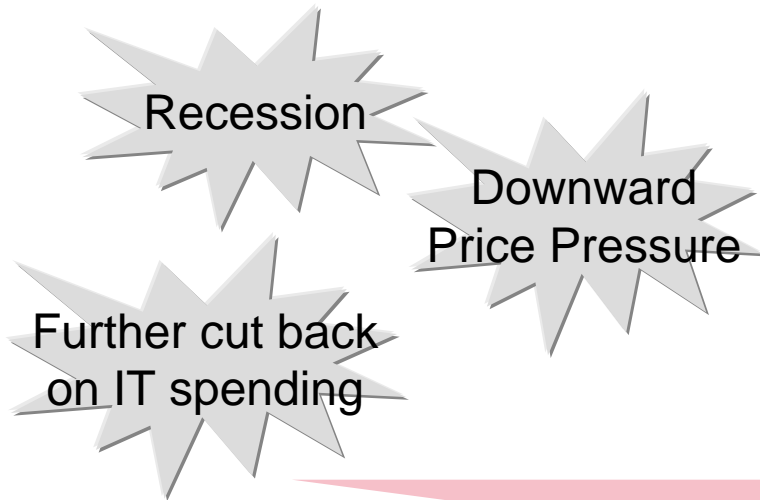 Recession
Downward
Price Pressure
Further cut back
on IT spending